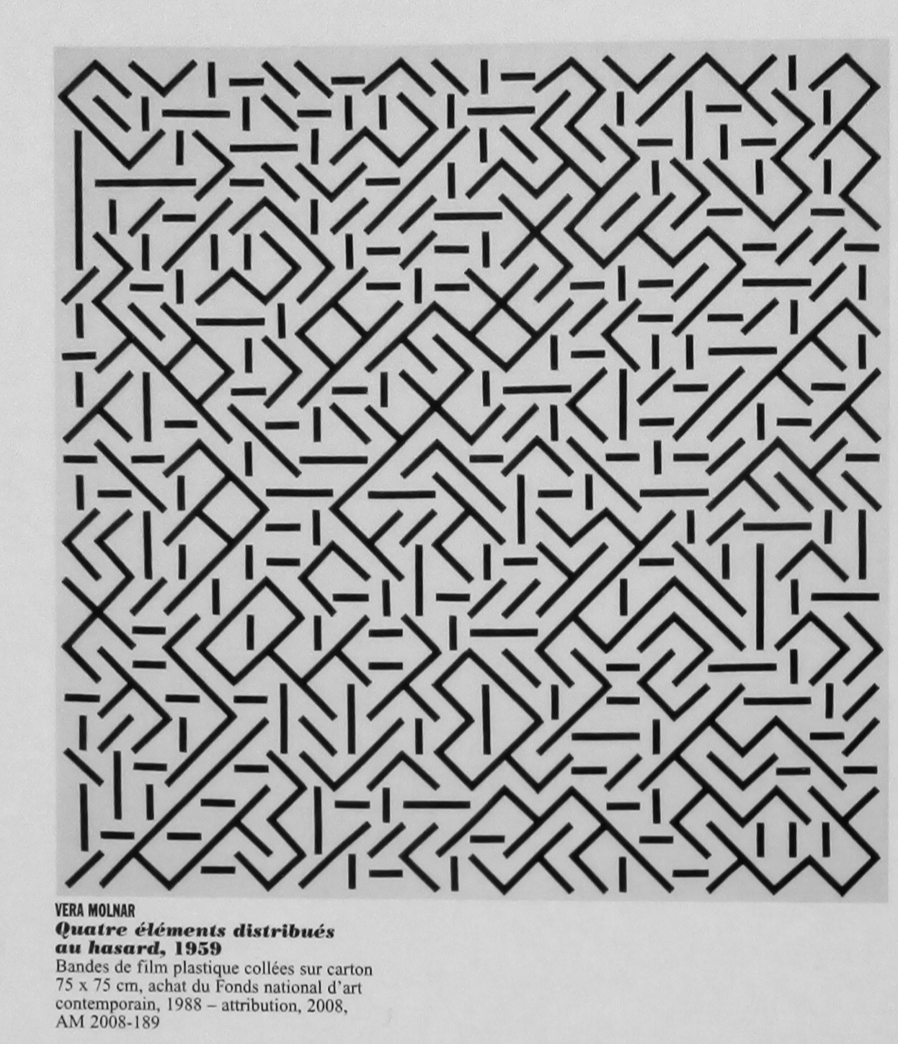 VERA MOLNAR
Quatre éléments distribués
au hasard, 1959
Bandes de film plastique collées sur carton
75 x 75 cm, achat du Fonds national d'art
contemporain, 1988 – attribution, 2008,
AM 2008-189